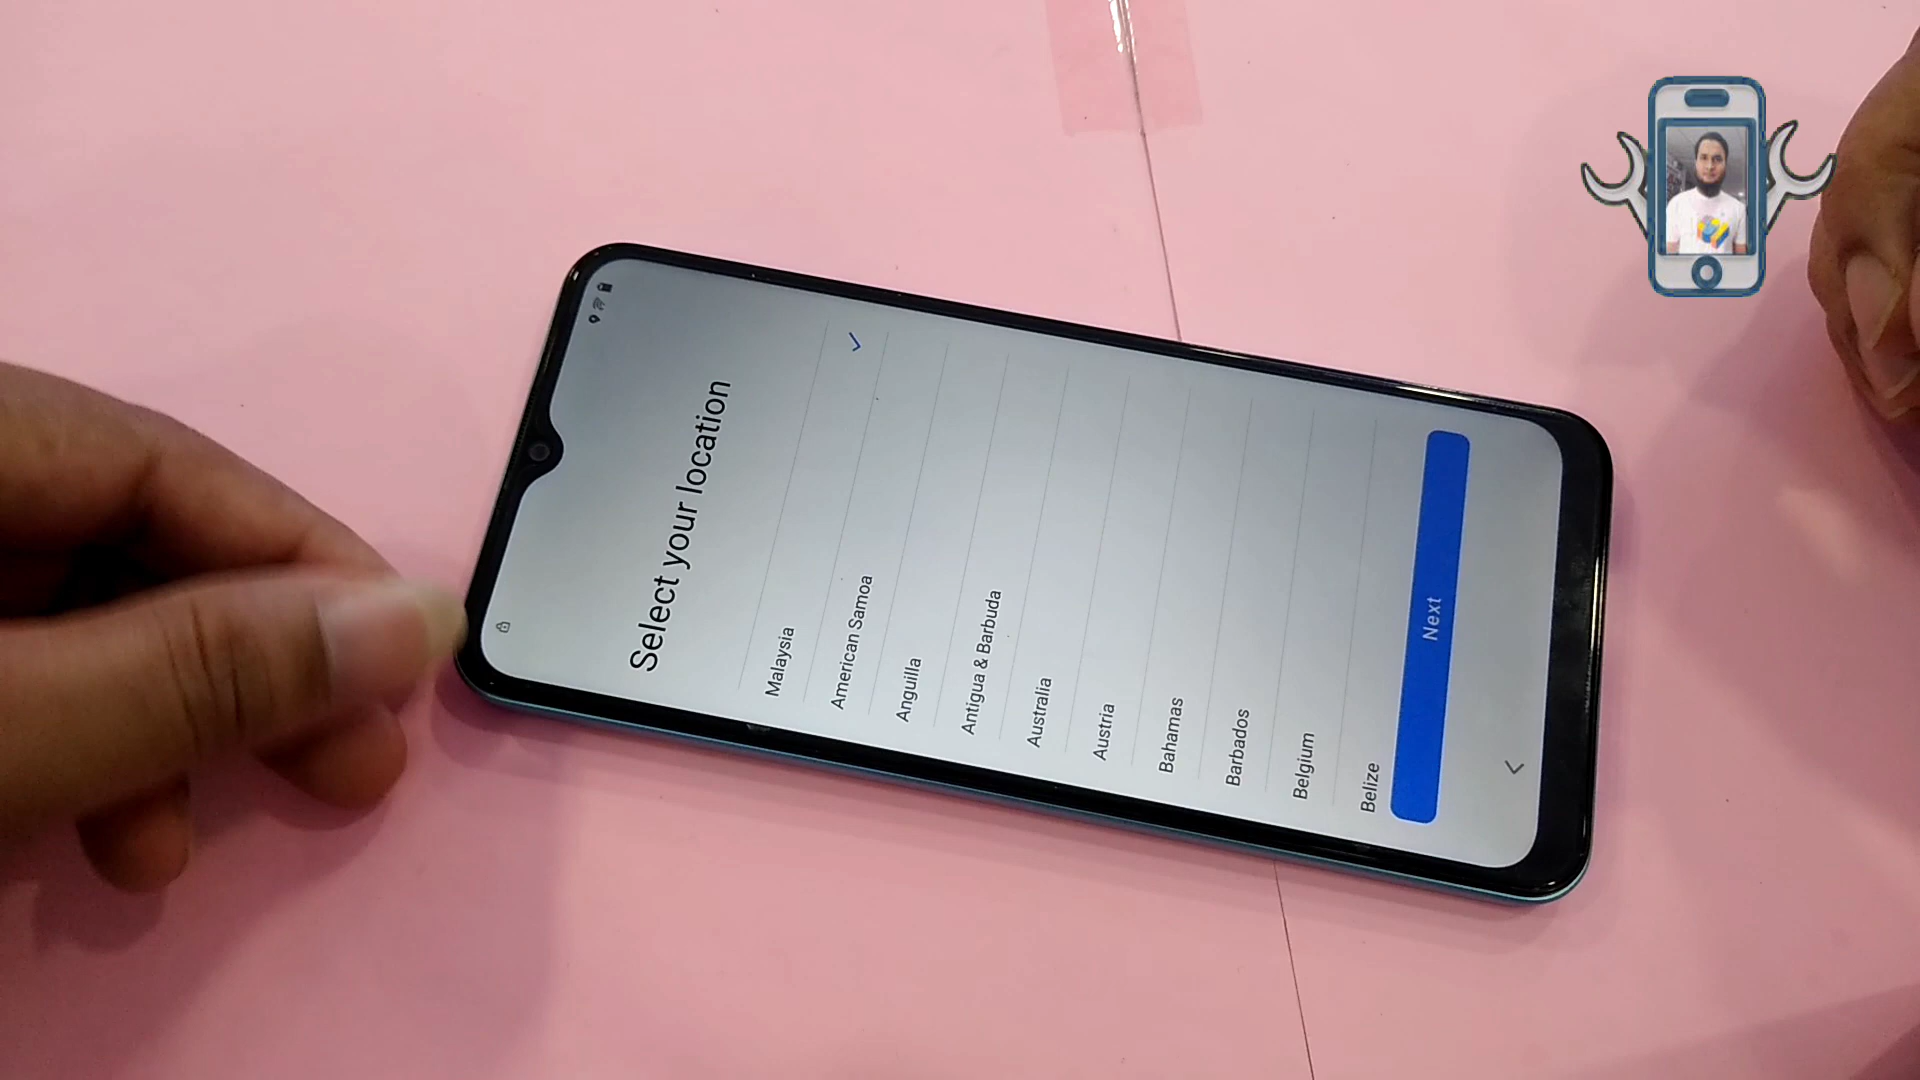 Select your location
Malaysia
American Samoa
Anguilla
Antigua & Barbuda
Australia
Austria
Bahamas
Barbados
Belgium
Belize
Next